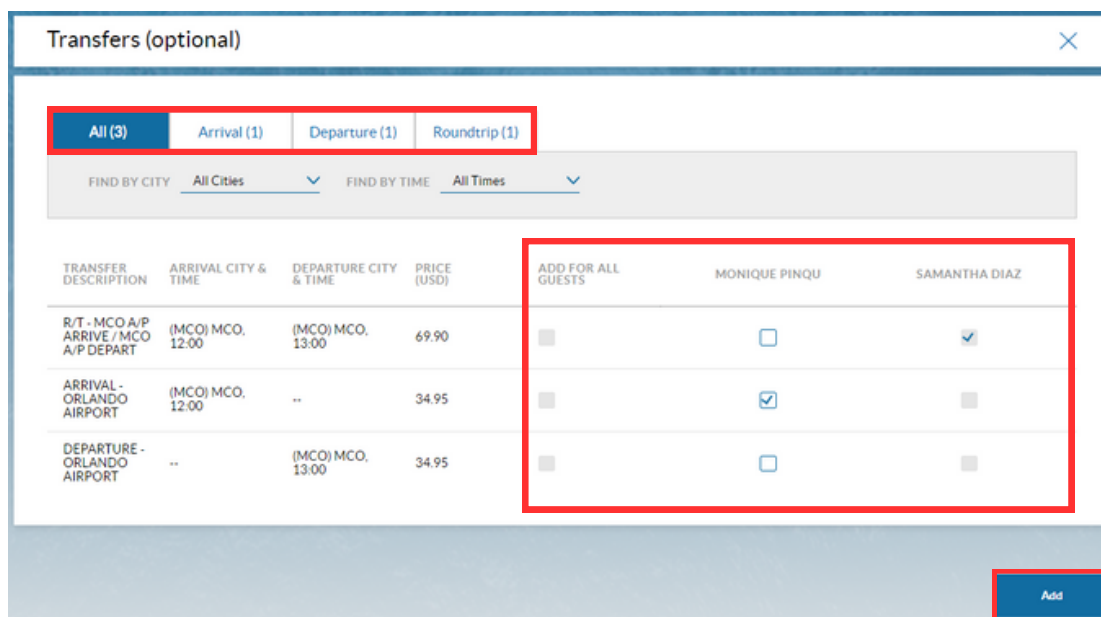 Transfers (optional)
All (3) Arrival (1) Departure (1) Roundtrip (1)
FIND BY CITY All Cities FIND BY TIME All Times
TRANSFER DESCRIPTION ARRIVAL CITY & TIME DEPARTURE CITY & TIME PRICE (USD) ADD FOR ALL GUESTS MONIQUE PINQU SAMANTHA DIAZ
R/T - MCO A/P ARRIVE / MCO A/P DEPART (MCO) MCO, 12:00 (MCO) MCO, 13:00 69.90
ARRIVAL - ORLANDO AIRPORT (MCO) MCO, 12:00 -- 34.95
DEPARTURE - ORLANDO AIRPORT -- (MCO) MCO, 13:00 34.95
Add